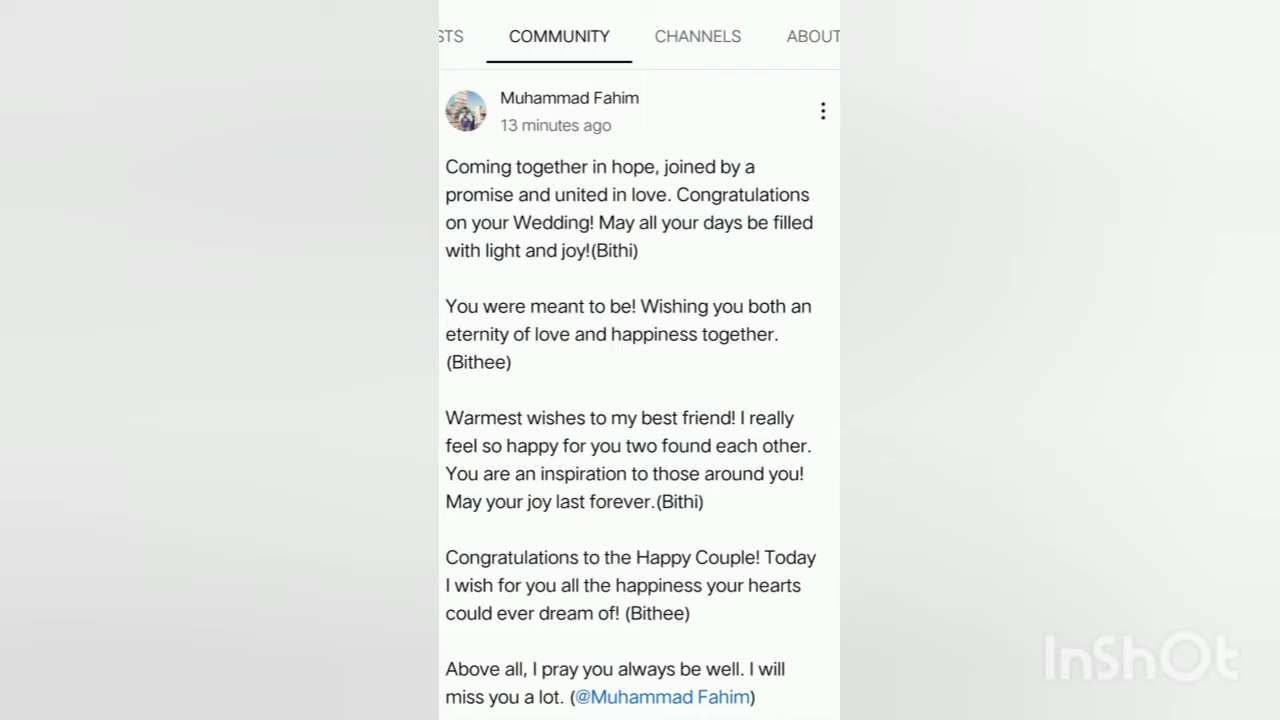 STS COMMUNITY CHANNELS ABOUT
Muhammad Fahim
13 minutes ago
Coming together in hope, joined by a
promise and united in love. Congratulations
on your Wedding! May all your days be filled
with light and joy!(Bithi)
You were meant to be! Wishing you both an
eternity of love and happiness together.
(Bithee)
Warmest wishes to my best friend! I really
feel so happy for you two found each other.
You are an inspiration to those around you!
May your joy last forever.(Bithi)
Congratulations to the Happy Couple! Today
I wish for you all the happiness your hearts
could ever dream of! (Bithee)
Above all, I pray you always be well. I will
miss you a lot. (@Muhammad Fahim)
InShOt